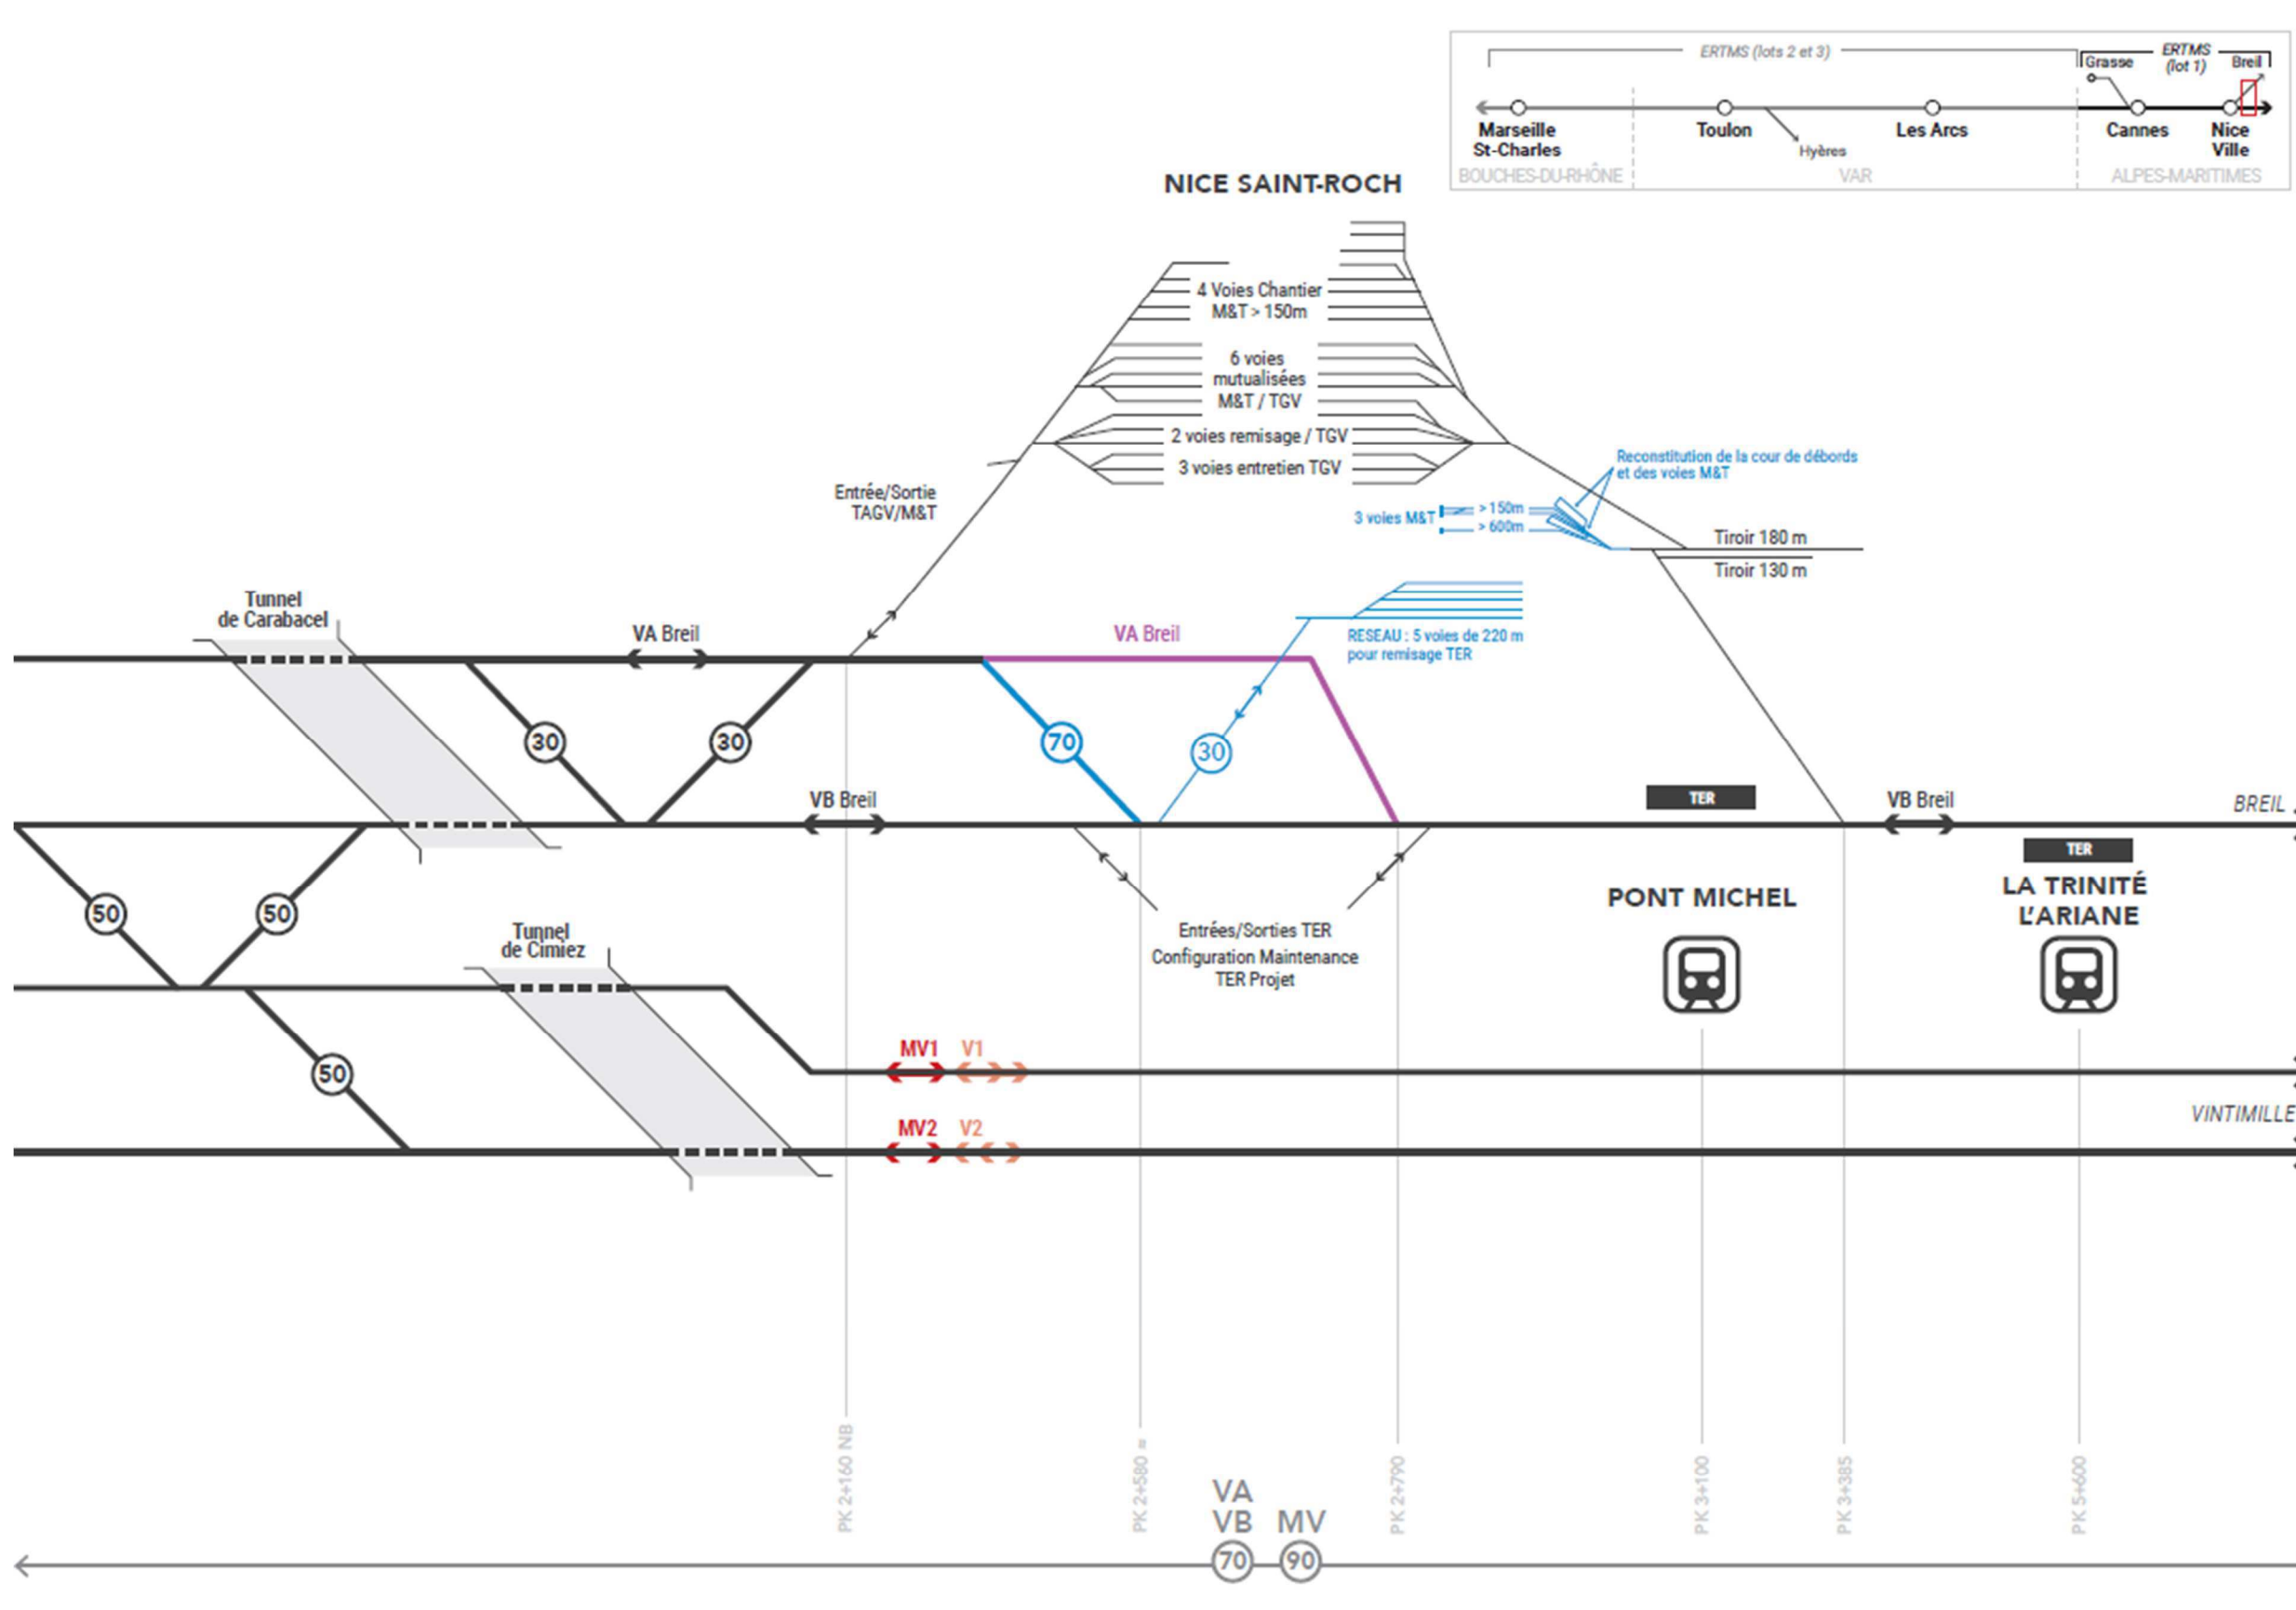 ERTMS (lots 2 et 3)
ERTMS
(lot 1)
Grasse
Breil
Marseille
St-Charles
Toulon
Hyères
Les Arcs
Cannes
Nice
Ville
BOUCHES-DU-RHÔNE
VAR
ALPES-MARITIMES
NICE SAINT-ROCH
4 Voies Chantier
M&T > 150m
6 voies
mutualisées
M&T / TGV
2 voies remisage / TGV
3 voies entretien TGV
Entrée/Sortie
TAGV/M&T
Reconstitution de la cour de débords
et des voies M&T
3 voies M&T
> 150m
> 600m
Tiroir 180 m
Tiroir 130 m
Tunnel
de Carabacel
VA Breil
VA Breil
RESEAU : 5 voies de 220 m
pour remisage TER
30
30
70
30
VB Breil
TER
VB Breil
BREIL
TER
50
50
PONT MICHEL
LA TRINITÉ
L'ARIANE
Tunnel
de Cimiez
Entrées/Sorties TER
Configuration Maintenance
TER Projet
50
MV1
V1
MV2
V2
VINTIMILLE
PK 2+160 NB
PK 2+580 ≈
PK 2+790
PK 3+100
PK 3+385
PK 5+600
VA
VB
MV
70
90